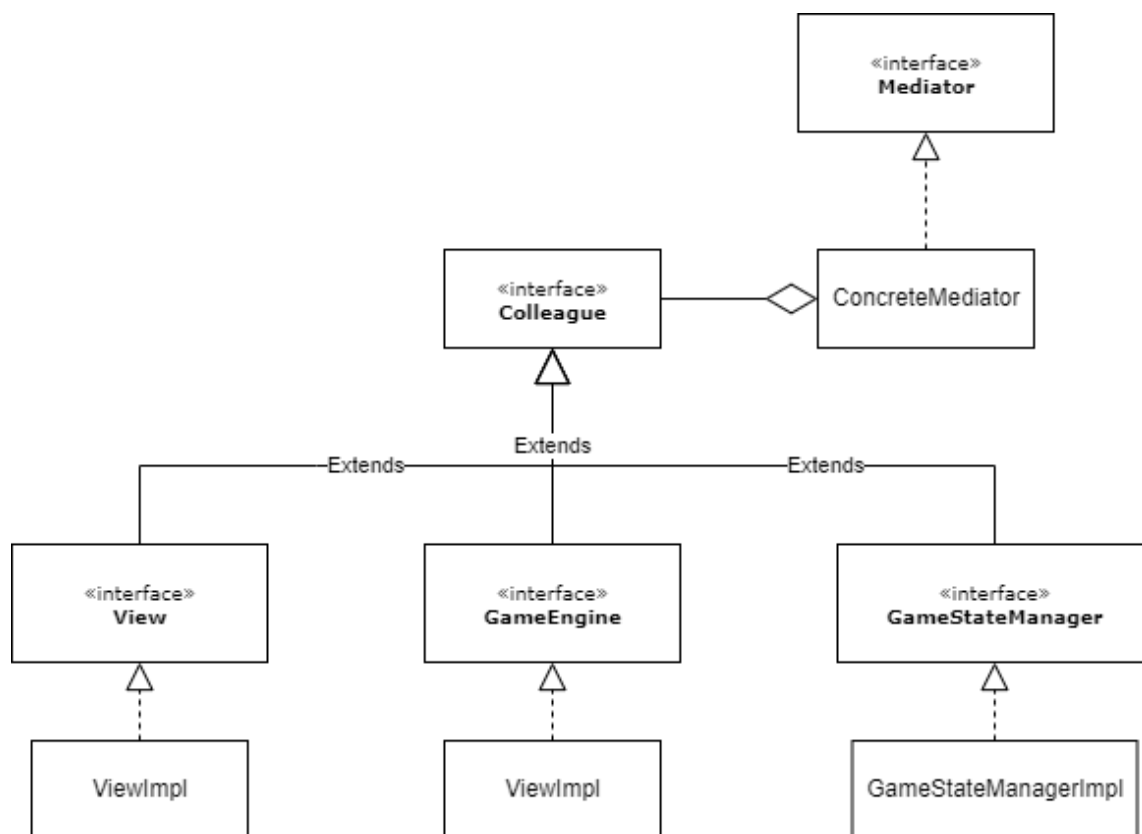 «interface»
Mediator
«interface»
Colleague
ConcreteMediator
Extends
Extends
Extends
«interface»
View
«interface»
GameEngine
«interface»
GameStateManager
ViewImpl
ViewImpl
GameStateManagerImpl